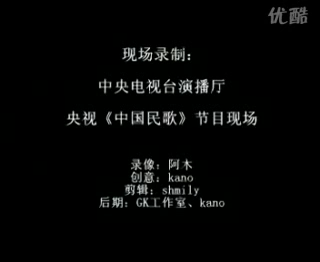 优酷
现场录制：
中央电视台演播厅
央视《中国民歌》节目现场
录像：阿木
创意：kano
剪辑：shmily
后期：GK工作室、kano